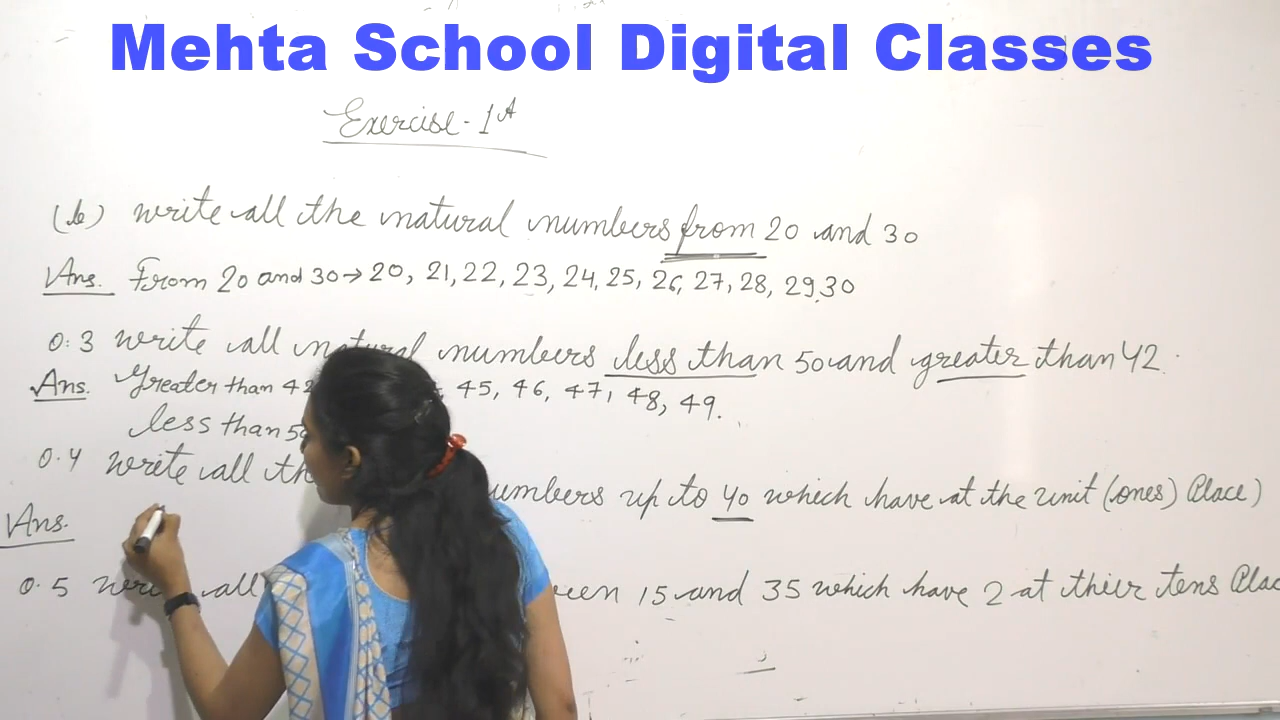 Mehta School Digital Classes
Exercise - 1A
(b) write all the natural numbers from 20 and 30
Ans. From 20 and 30 → 20, 21, 22, 23, 24, 25, 26, 27, 28, 29, 30
Q.3 write all natural numbers less than 50 and greater than 42.
Ans. Greater than 42 45, 46, 47, 48, 49.
less than 50
Q.4 write all umbers up to 40 which have at the unit (ones) Place)
Ans.
Q.5 all 15 and 35 which have 2 at their tens Plac